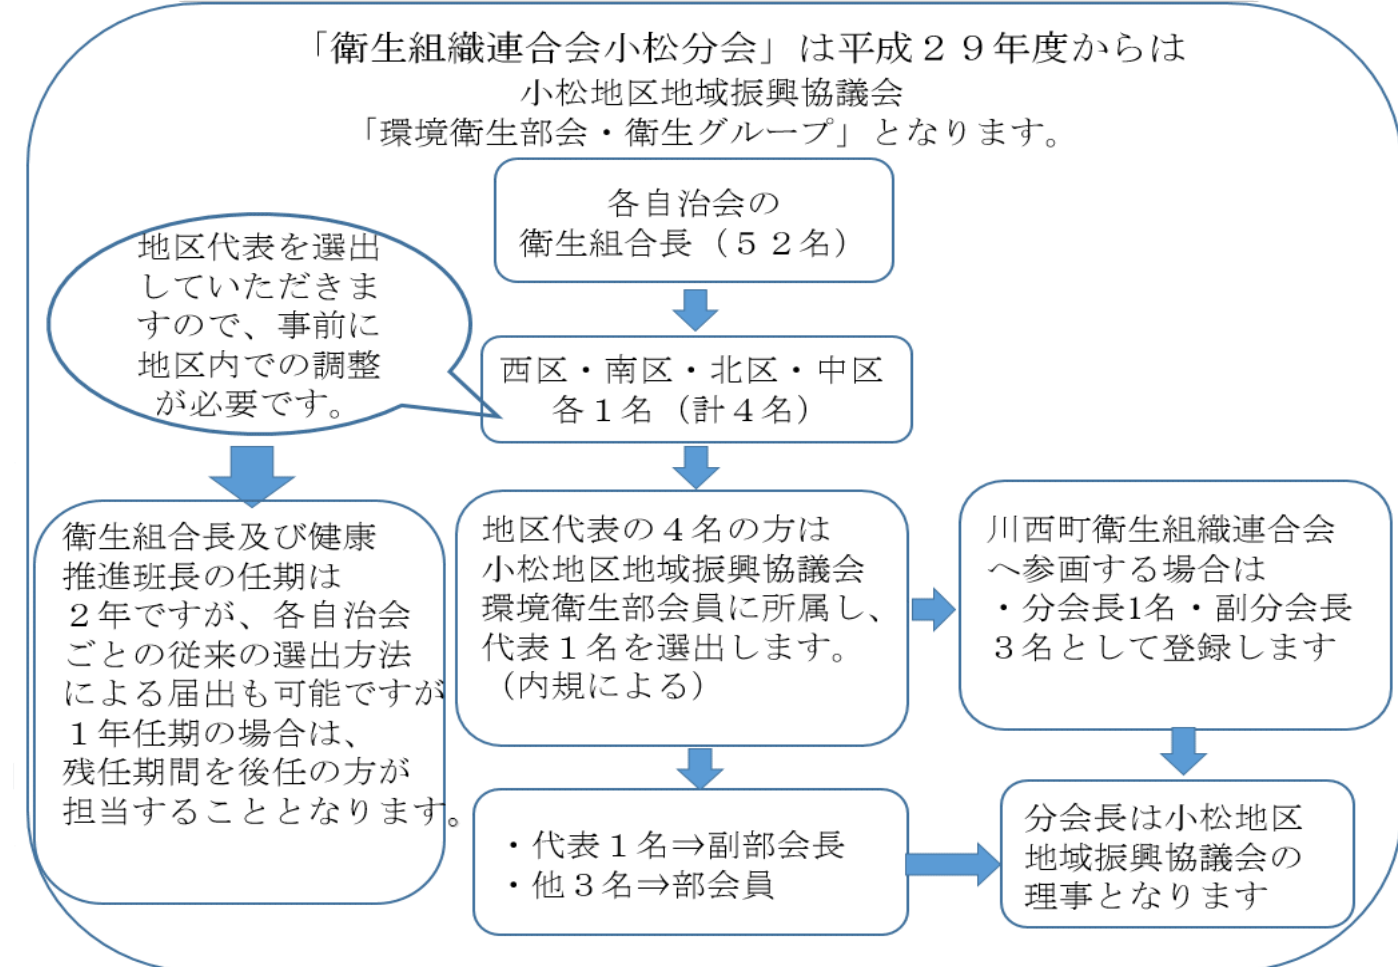 「衛生組織連合会小松分会」は平成２９年度からは
小松地区地域振興協議会
「環境衛生部会・衛生グループ」となります。
各自治会の
衛生組合長（５２名）
地区代表を選出
していただきま
すので、事前に
地区内での調整
が必要です。
西区・南区・北区・中区
各１名（計４名）
衛生組合長及び健康
推進班長の任期は
２年ですが、各自治会
ごとの従来の選出方法
による届出も可能ですが
１年任期の場合は、
残任期間を後任の方が
担当することとなります。
地区代表の４名の方は
小松地区地域振興協議会
環境衛生部会員に所属し、
代表１名を選出します。
（内規による）
川西町衛生組織連合会
へ参画する場合は
・分会長1名・副分会長
３名として登録します
・代表１名⇒副部会長
・他３名⇒部会員
分会長は小松地区
地域振興協議会の
理事となります